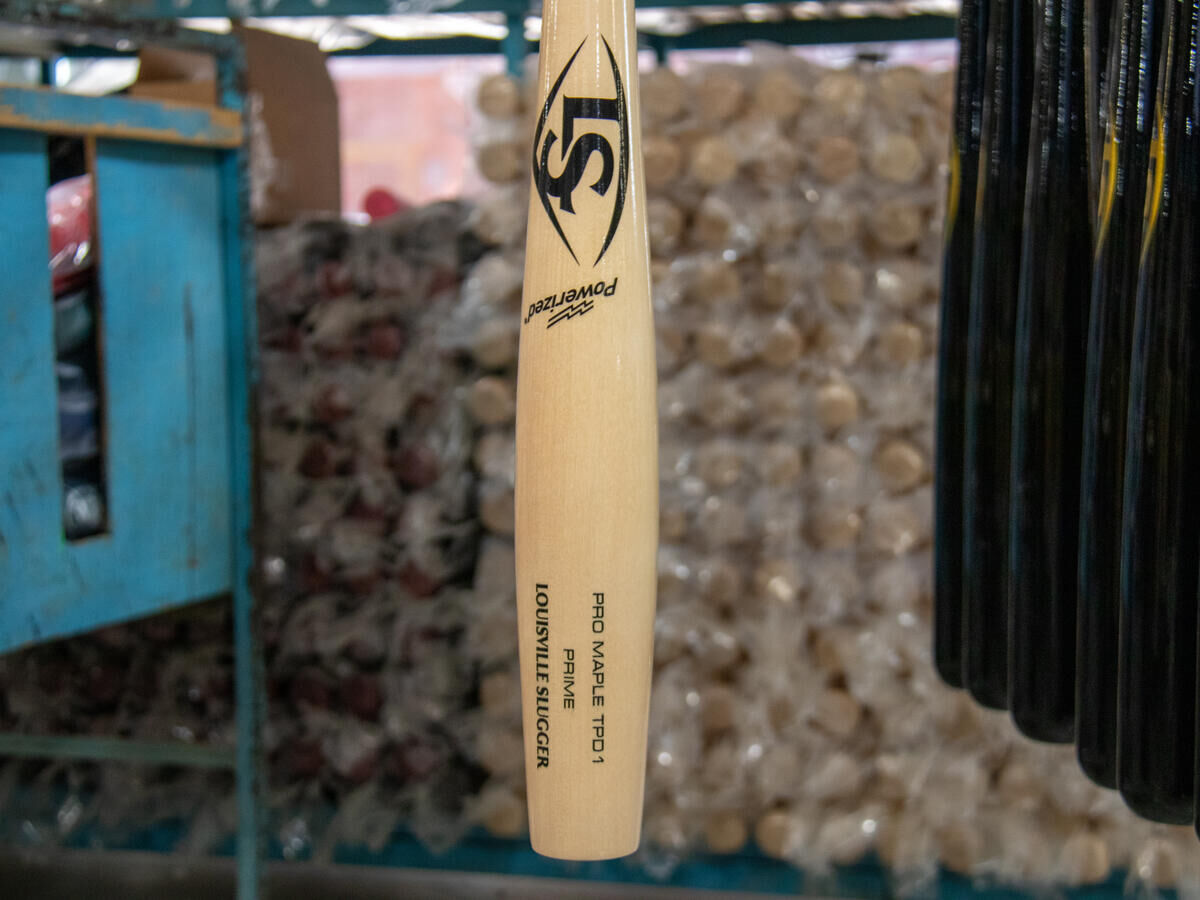 LS
Powerized
PRO MAPLE TPD1
PRIME
LOUISVILLE SLUGGER